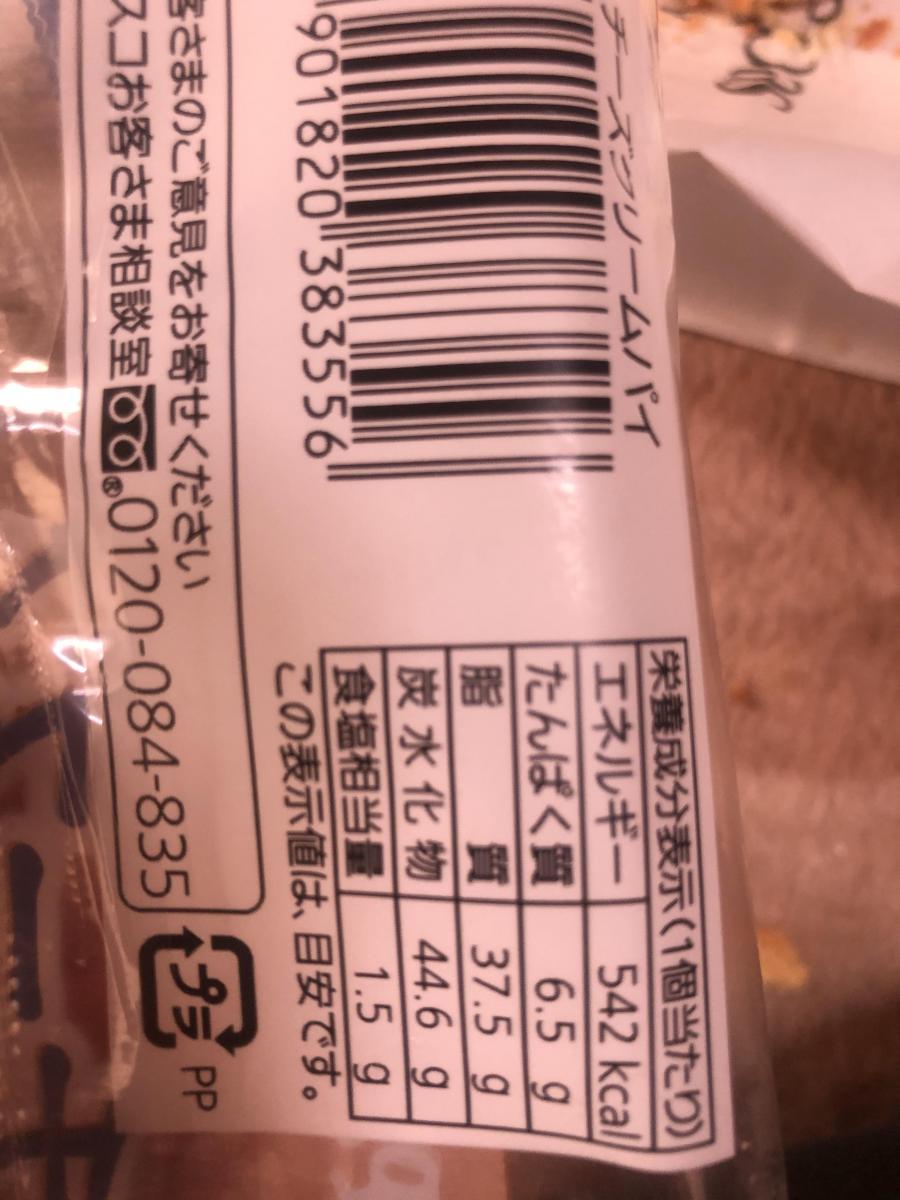 チーズクリームパイ
901820 383556
栄養成分表示(1個当たり)
エネルギー 542 kcal
たんぱく質 6.5 g
脂質 37.5 g
炭水化物 44.6 g
食塩相当量 1.5 g
この表示値は、目安です。
客さまのご意見をお寄せください
スコお客さま相談室 ® 0120-084-835
プラ PP